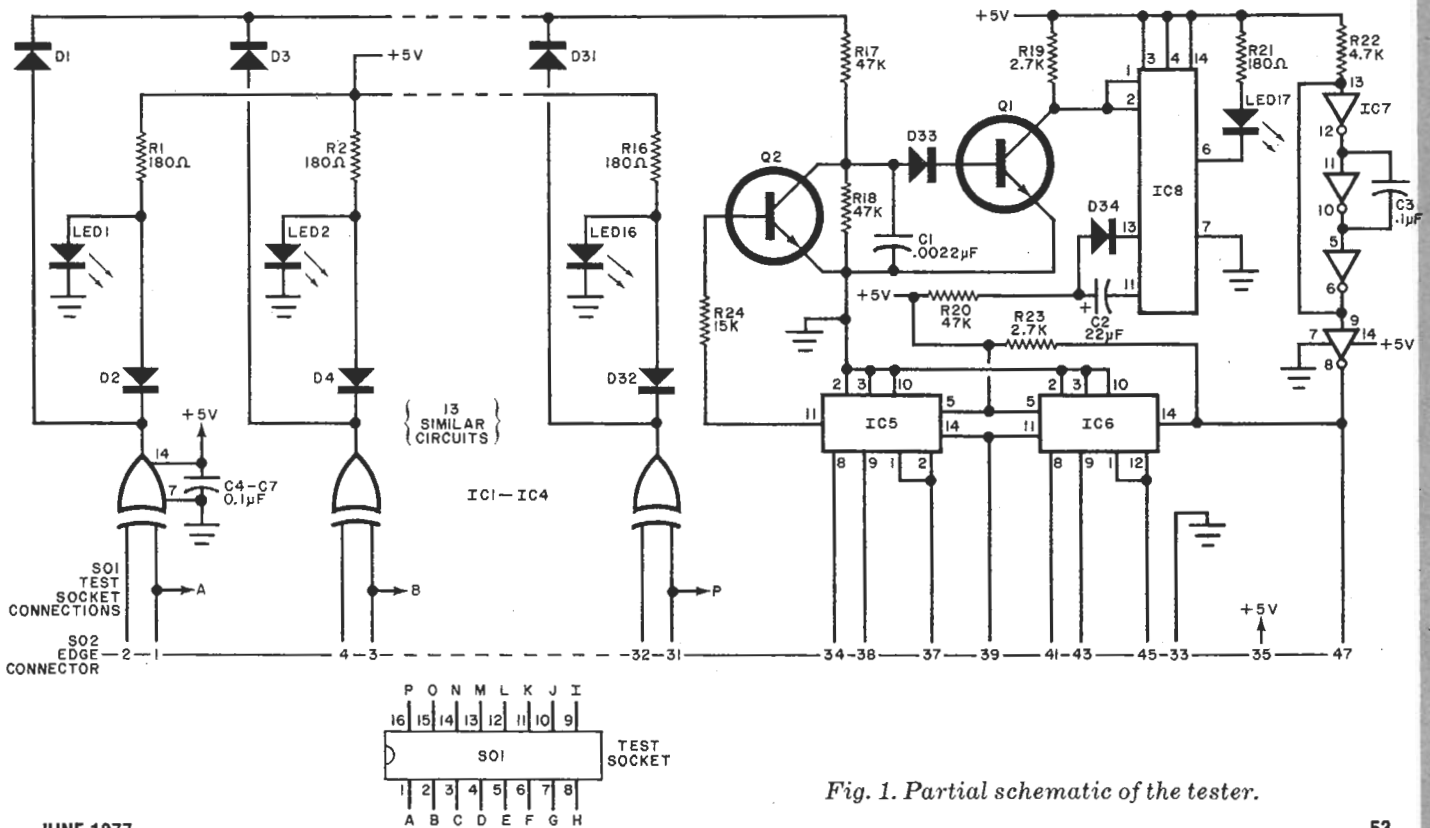 +5V
D1
D3
D31
+5V
R17
47K
R19
2.7K
3 4 14
R21
180Ω
R22
4.7K
13
IC7
12
11
10
C3
.1µF
5
6
9
7 14
+5V
8
R1
180Ω
R2
180Ω
R16
180Ω
Q2
Q1
D33
1
2
LED17
6
IC8
R18
47K
C1
.0022µF
D34
13
7
11
LED1
LED2
LED16
+5V
R20
47K
C2
22µF
+
R23
2.7K
R24
15K
D2
D4
D32
{ 13
SIMILAR
CIRCUITS }
+5V
14
7
C4-C7
0.1µF
IC1-IC4
2 3 10
11 IC5 5
14
8 9 1 2
2 3 10
5 IC6 14
11
8 9 1 12
SO1
TEST
SOCKET
CONNECTIONS
A
B
P
+5V
SO2
EDGE
CONNECTOR
2 1 4 3 32 31 34 38 37 39 41 43 45 33 35 47
P O N M L K J I
16 15 14 13 12 11 10 9
SO1
TEST
SOCKET
1 2 3 4 5 6 7 8
A B C D E F G H
Fig. 1. Partial schematic of the tester.
JUNE 1977
53